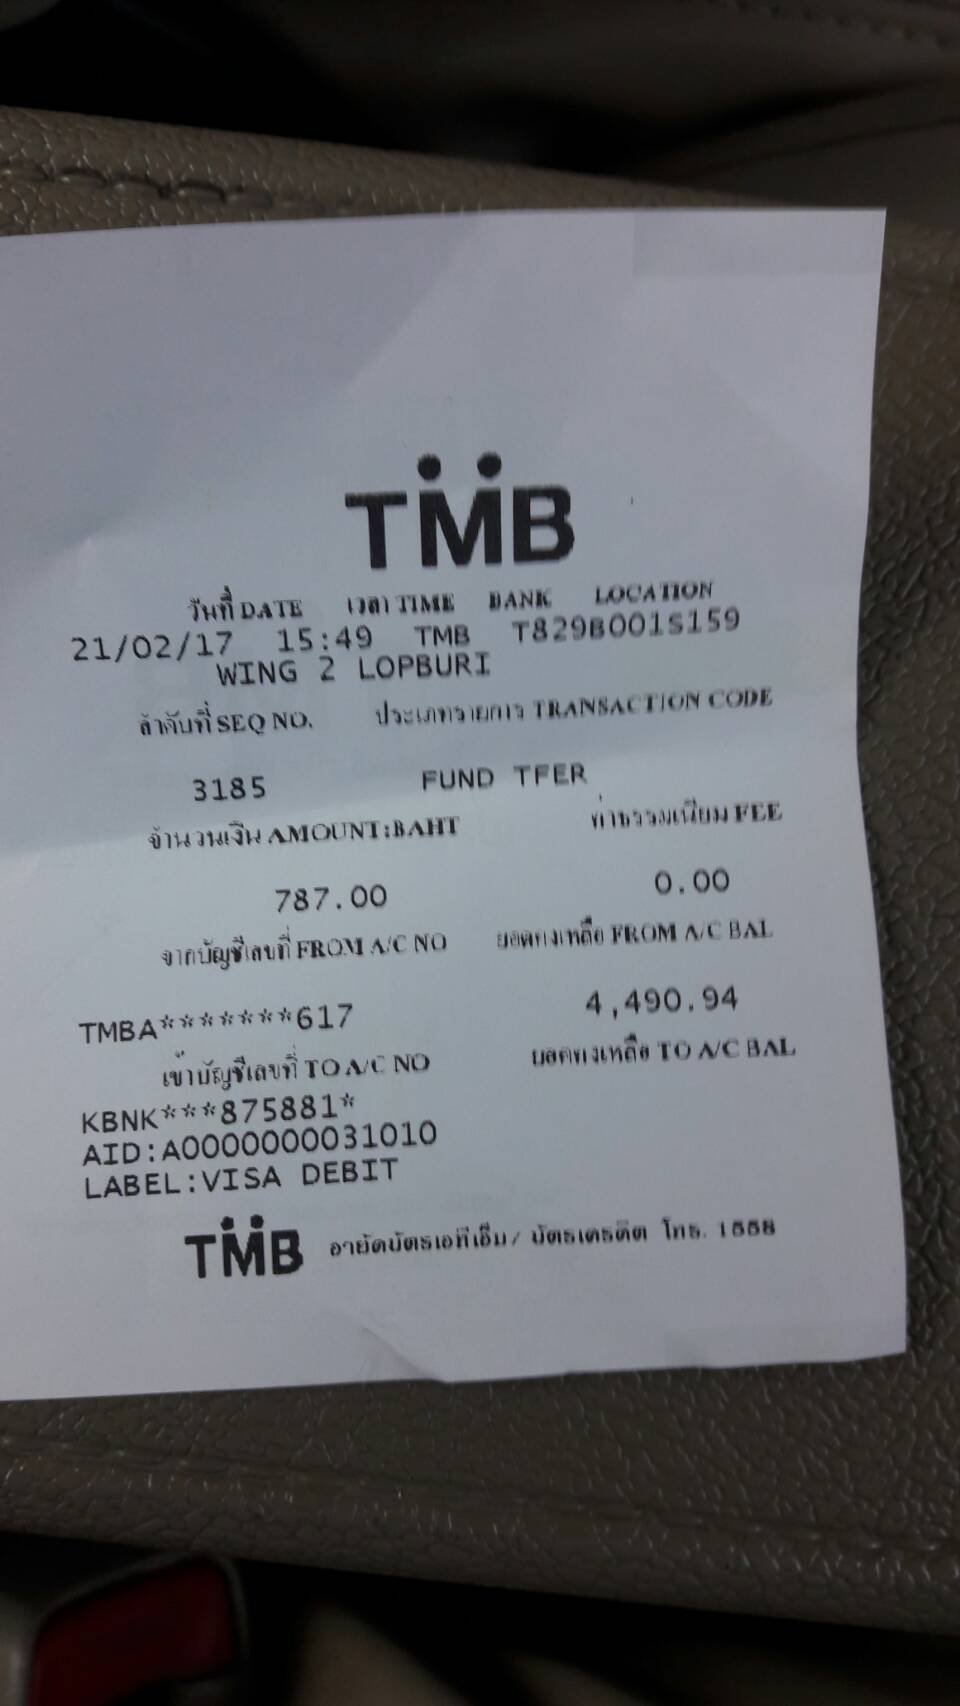 TMB
วันที่ DATE เวลา TIME BANK LOCATION
21/02/17 15:49 TMB T829B001S159
WING 2 LOPBURI
ลำดับที่ SEQ NO. ประเภทรายการ TRANSACTION CODE
3185 FUND TFER
จำนวนเงิน AMOUNT:BAHT ค่าธรรมเนียม FEE
787.00 0.00
จากบัญชีเลขที่ FROM A/C NO ยอดคงเหลือ FROM A/C BAL
TMBA*******617 4,490.94
เข้าบัญชีเลขที่ TO A/C NO ยอดคงเหลือ TO A/C BAL
KBNK***875881*
AID:A0000000031010
LABEL:VISA DEBIT
TMB อายัดบัตรเอทีเอ็ม/ บัตรเครดิต โทร. 1558